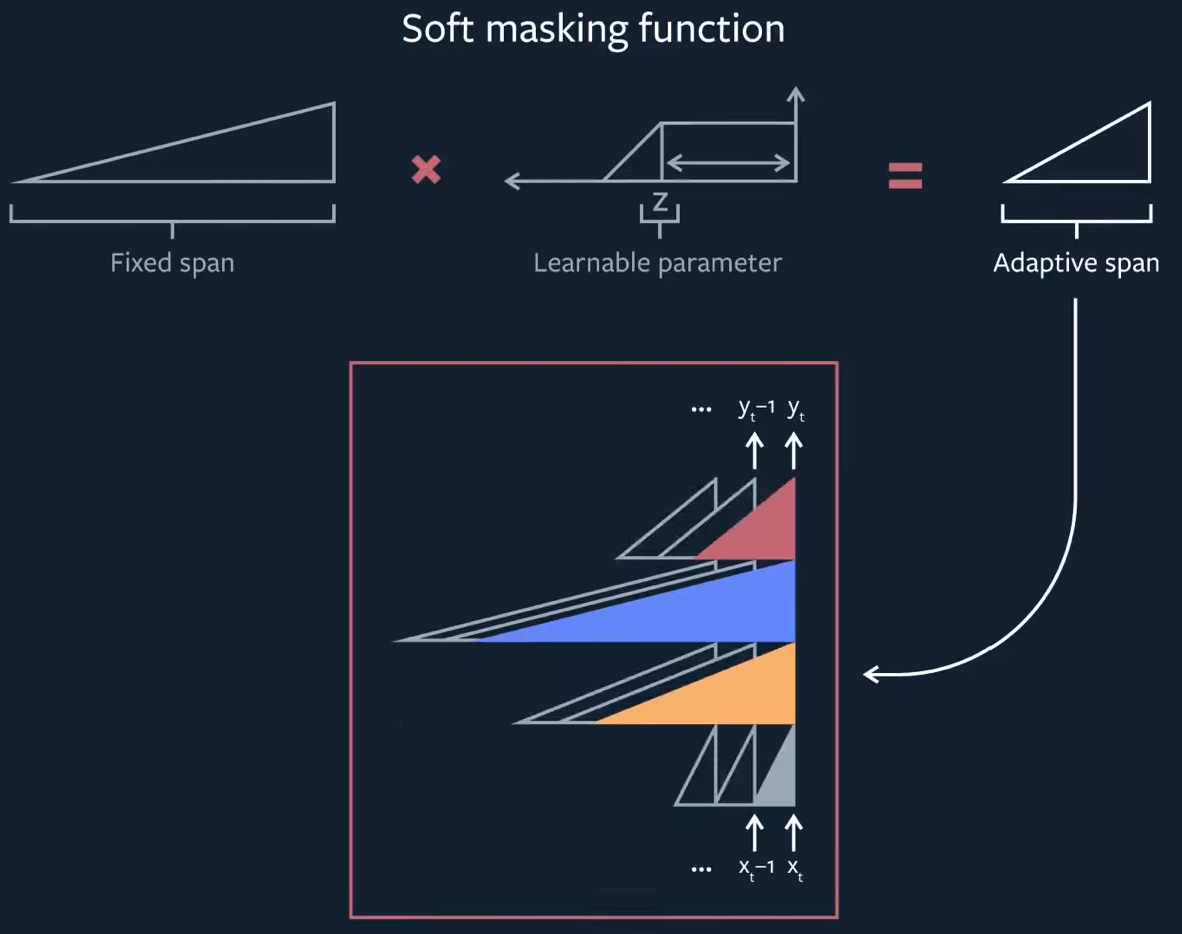 Soft masking function
z
Fixed span
Learnable parameter
Adaptive span
... yt−1 yt
... xt−1 xt